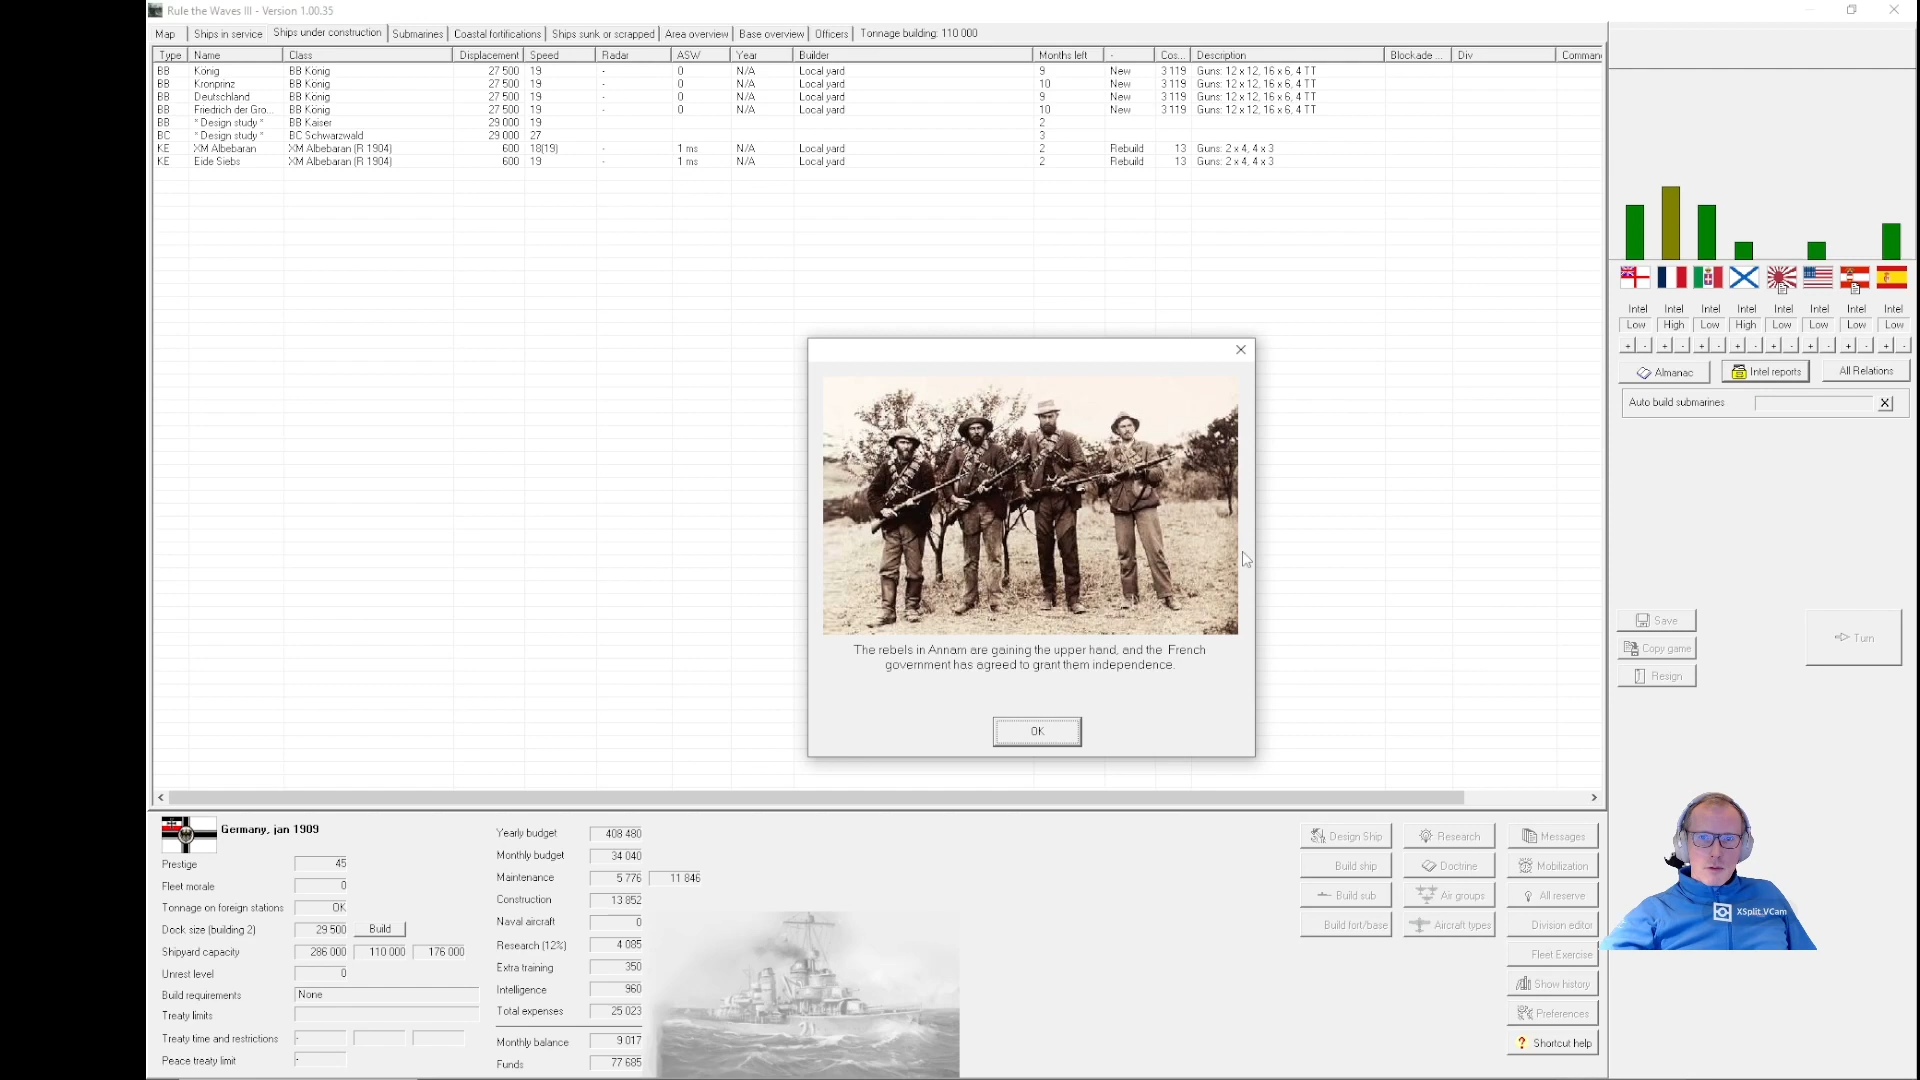 Rule the Waves III - Version 1.00.35
Map Ships in service Ships under construction Submarines Coastal fortifications Ships sunk or scrapped Area overview Base overview Officers Tonnage building: 110 000
Type Name Class Displacement Speed Radar ASW Year Builder Months left - Cos... Description Blockade ... Div Comman
BB König BB König 27 500 19 - 0 N/A Local yard 9 New 3 119 Guns: 12 x 12, 16 x 6, 4 TT
BB Kronprinz BB König 27 500 19 - 0 N/A Local yard 10 New 3 119 Guns: 12 x 12, 16 x 6, 4 TT
BB Deutschland BB König 27 500 19 - 0 N/A Local yard 9 New 3 119 Guns: 12 x 12, 16 x 6, 4 TT
BB Friedrich der Gro... BB König 27 500 19 - 0 N/A Local yard 10 New 3 119 Guns: 12 x 12, 16 x 6, 4 TT
BB * Design study * BB Kaiser 29 000 19 2
BC * Design study * BC Schwarzwald 29 000 27 3
KE XM Albebaran XM Albebaran (R 1904) 600 18(19) - 1 ms N/A Local yard 2 Rebuild 13 Guns: 2 x 4, 4 x 3
KE Eide Siebs XM Albebaran (R 1904) 600 19 - 1 ms N/A Local yard 2 Rebuild 13 Guns: 2 x 4, 4 x 3
Intel Intel Intel Intel Intel Intel Intel Intel
Low High Low High Low Low Low Low
+ - + - + - + - + - + - + - + -
Almanac Intel reports All Relations
Auto build submarines X
Save
Copy game
Resign
Turn
The rebels in Annam are gaining the upper hand, and the French
government has agreed to grant them independence.
OK
Germany, jan 1909
Prestige 45
Fleet morale 0
Tonnage on foreign stations OK
Dock size (building 2) 29 500 Build
Shipyard capacity 286 000 110 000 176 000
Unrest level 0
Build requirements None
Treaty limits
Treaty time and restrictions -
Peace treaty limit -
Yearly budget 408 480
Monthly budget 34 040
Maintenance 5 776 11 846
Construction 13 852
Naval aircraft 0
Research (12%) 4 085
Extra training 350
Intelligence 960
Total expenses 25 023
Monthly balance 9 017
Funds 77 685
Design Ship Research Messages
Build ship Doctrine Mobilization
Build sub Air groups All reserve
Build fort/base Aircraft types Division editor
Fleet Exercise
Show history
Preferences
? Shortcut help
XSplit VCam